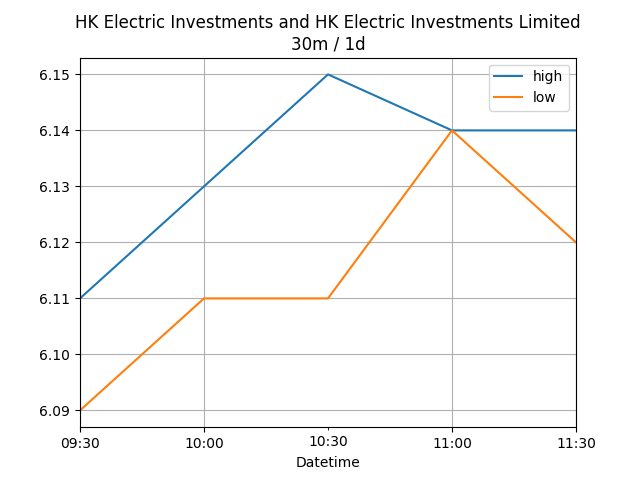 HK Electric Investments and HK Electric Investments Limited
30m / 1d
high
low
6.15
6.14
6.13
6.12
6.11
6.10
6.09
09:30 10:00 10:30 11:00 11:30
Datetime